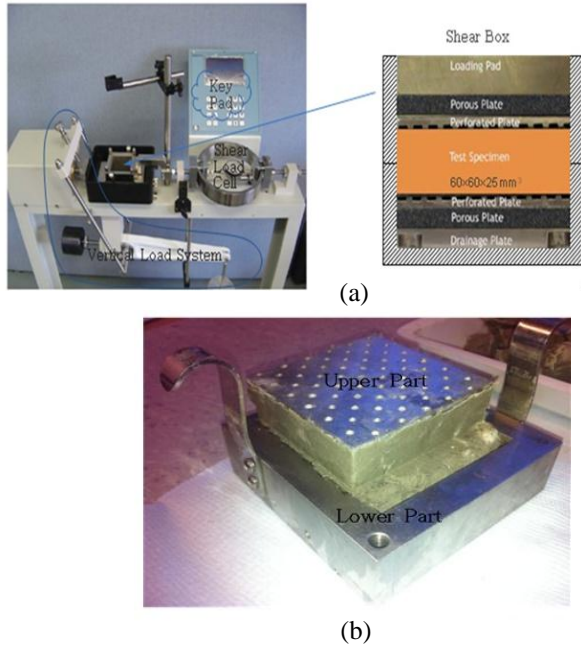 Key
Pad
Shear
Load
Cell
Vertical Load System
Shear Box
Loading Pad
Porous Plate
Perforated Plate
Test Specimen
60×60×25 mm³
Perforated Plate
Porous Plate
Drainage Plate
(a)
Upper Part
Lower Part
(b)